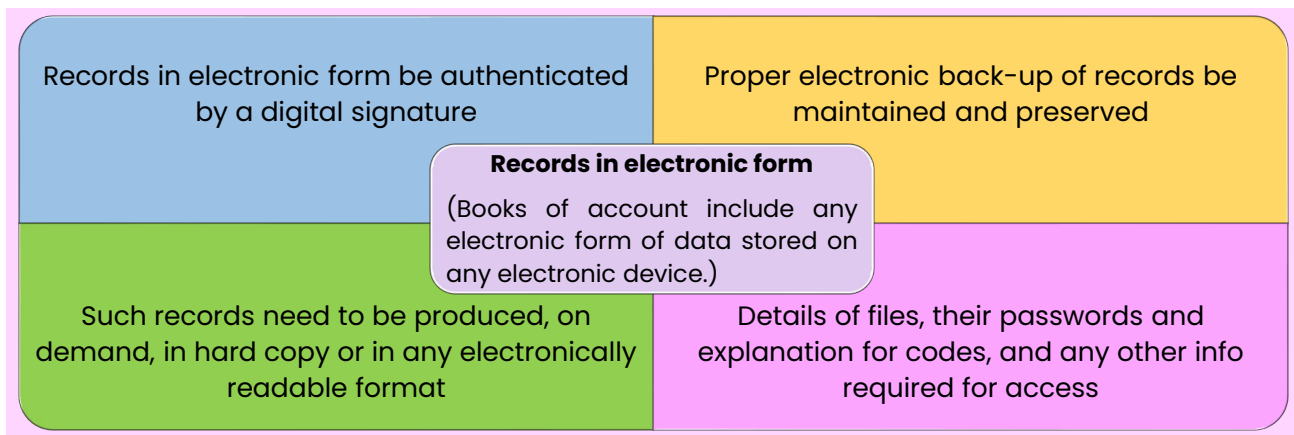 Records in electronic form be authenticated
by a digital signature
Proper electronic back-up of records be
maintained and preserved
Records in electronic form
(Books of account include any
electronic form of data stored on
any electronic device.)
Such records need to be produced, on
demand, in hard copy or in any electronically
readable format
Details of files, their passwords and
explanation for codes, and any other info
required for access